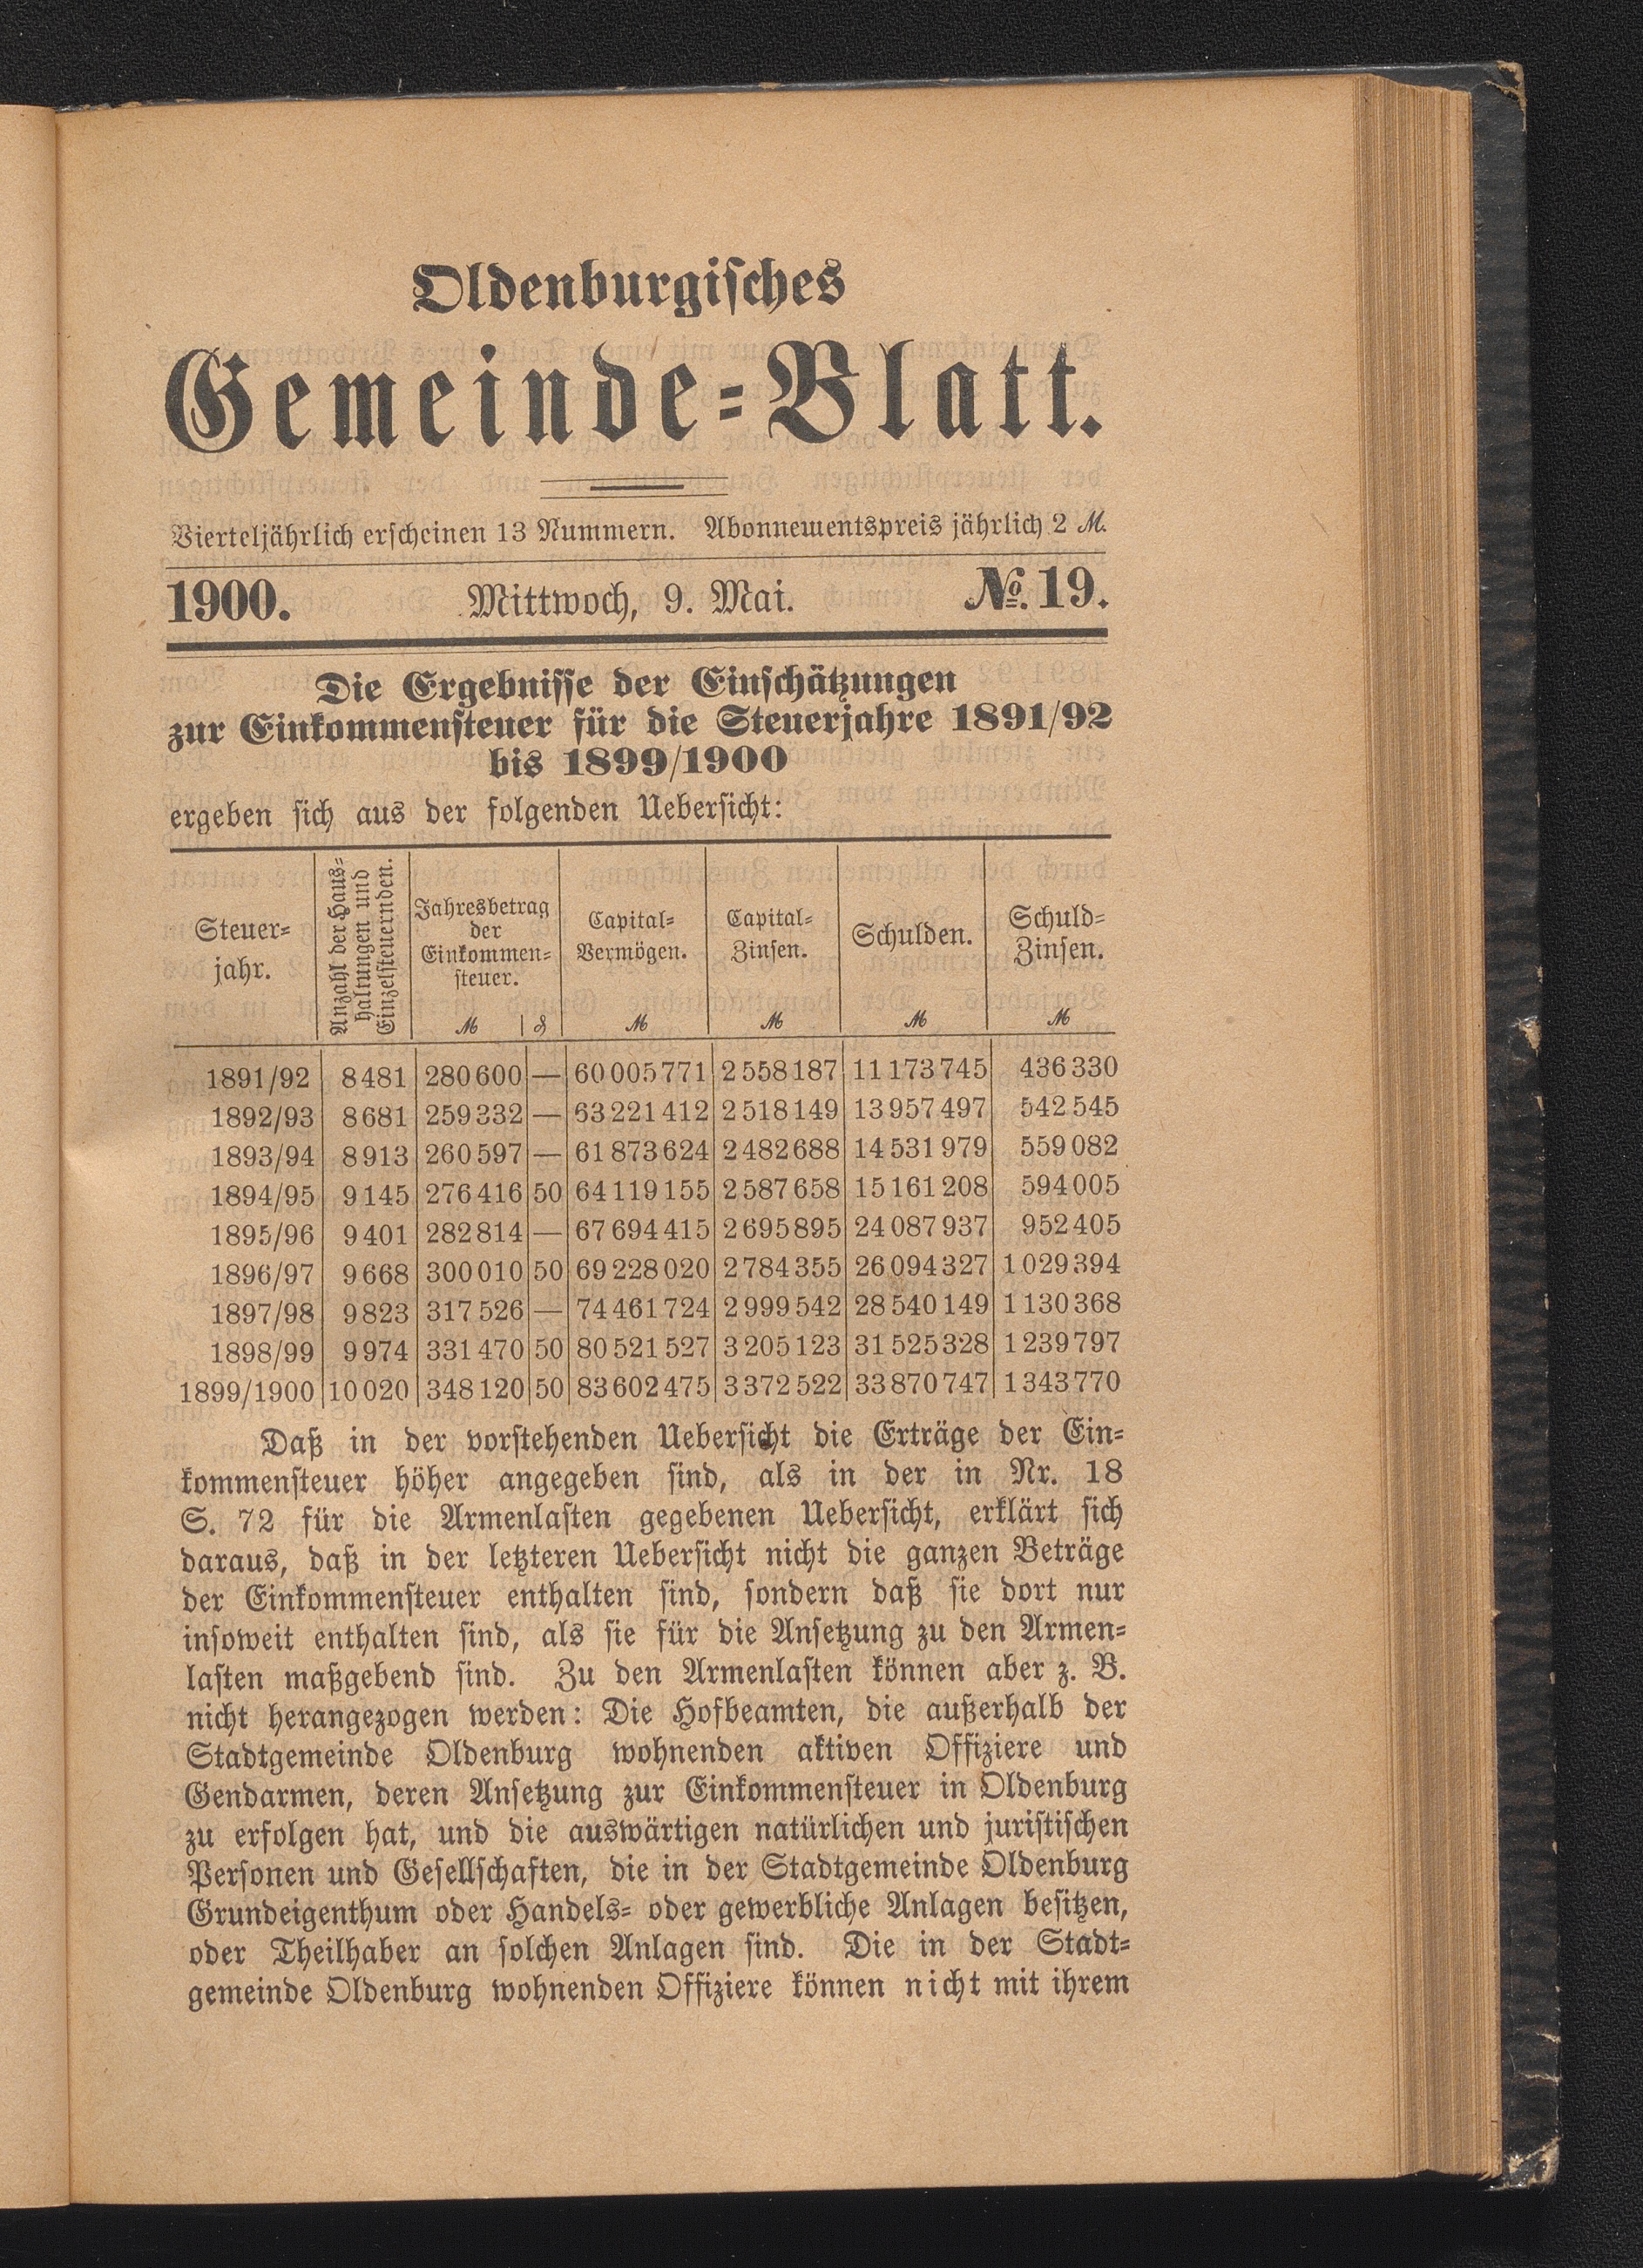 Oldenburgisches
Gemeinde-Blatt.
Vierteljährlich erscheinen 13 Nummern. Abonnementspreis jährlich 2 M.
1900. Mittwoch, 9. Mai. No. 19.
Die Ergebnisse der Einschätzungen
zur Einkommensteuer für die Steuerjahre 1891/92
bis 1899/1900
ergeben sich aus der folgenden Uebersicht:
Steuer-
jahr.
Anzahl der Haus-
haltungen und
Einzelsteuernden.
Jahresbetrag
der
Einkommen-
steuer.
M | ₰
Capital-
Vermögen.
M
Capital-
Zinsen.
M
Schulden.
M
Schuld-
Zinsen.
M
1891/92 8481 280600 — 60005771 2558187 11173745 436330
1892/93 8681 259332 — 63221412 2518149 13957497 542545
1893/94 8913 260597 — 61873624 2482688 14531979 559082
1894/95 9145 276416 50 64119155 2587658 15161208 594005
1895/96 9401 282814 — 67694415 2695895 24087937 952405
1896/97 9668 300010 50 69228020 2784355 26094327 1029394
1897/98 9823 317526 — 74461724 2999542 28540149 1130368
1898/99 9974 331470 50 80521527 3205123 31525328 1239797
1899/1900 10020 348120 50 83602475 3372522 33870747 1343770
Daß in der vorstehenden Uebersicht die Erträge der Ein-
kommensteuer höher angegeben sind, als in der in Nr. 18
S. 72 für die Armenlasten gegebenen Uebersicht, erklärt sich
daraus, daß in der letzteren Uebersicht nicht die ganzen Beträge
der Einkommensteuer enthalten sind, sondern daß sie dort nur
insoweit enthalten sind, als sie für die Ansetzung zu den Armen-
lasten maßgebend sind. Zu den Armenlasten können aber z. B.
nicht herangezogen werden: Die Hofbeamten, die außerhalb der
Stadtgemeinde Oldenburg wohnenden aktiven Offiziere und
Gendarmen, deren Ansetzung zur Einkommensteuer in Oldenburg
zu erfolgen hat, und die auswärtigen natürlichen und juristischen
Personen und Gesellschaften, die in der Stadtgemeinde Oldenburg
Grundeigenthum oder Handels- oder gewerbliche Anlagen besitzen,
oder Theilhaber an solchen Anlagen sind. Die in der Stadt-
gemeinde Oldenburg wohnenden Offiziere können nicht mit ihrem